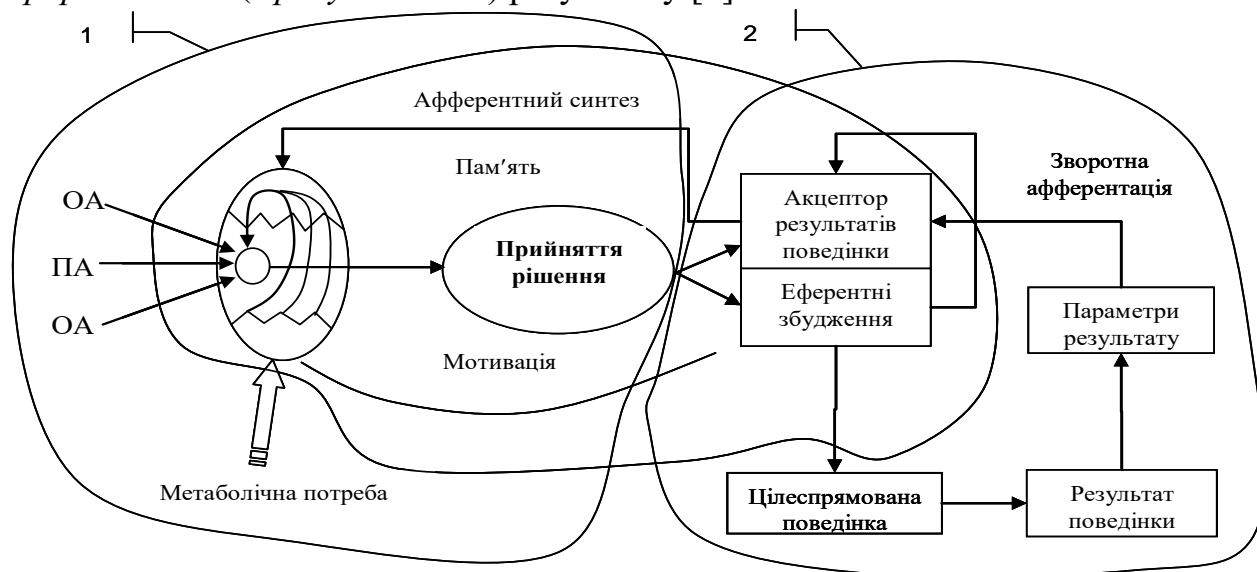 1
2
Афферентний синтез
Пам′ять
Зворотна
афферентація
ОА
ПА
ОА
Прийняття
рішення
Акцептор
результатів
поведінки
Еферентні
збудження
Параметри
результату
Мотивація
Метаболічна потреба
Цілеспрямована
поведінка
Результат
поведінки